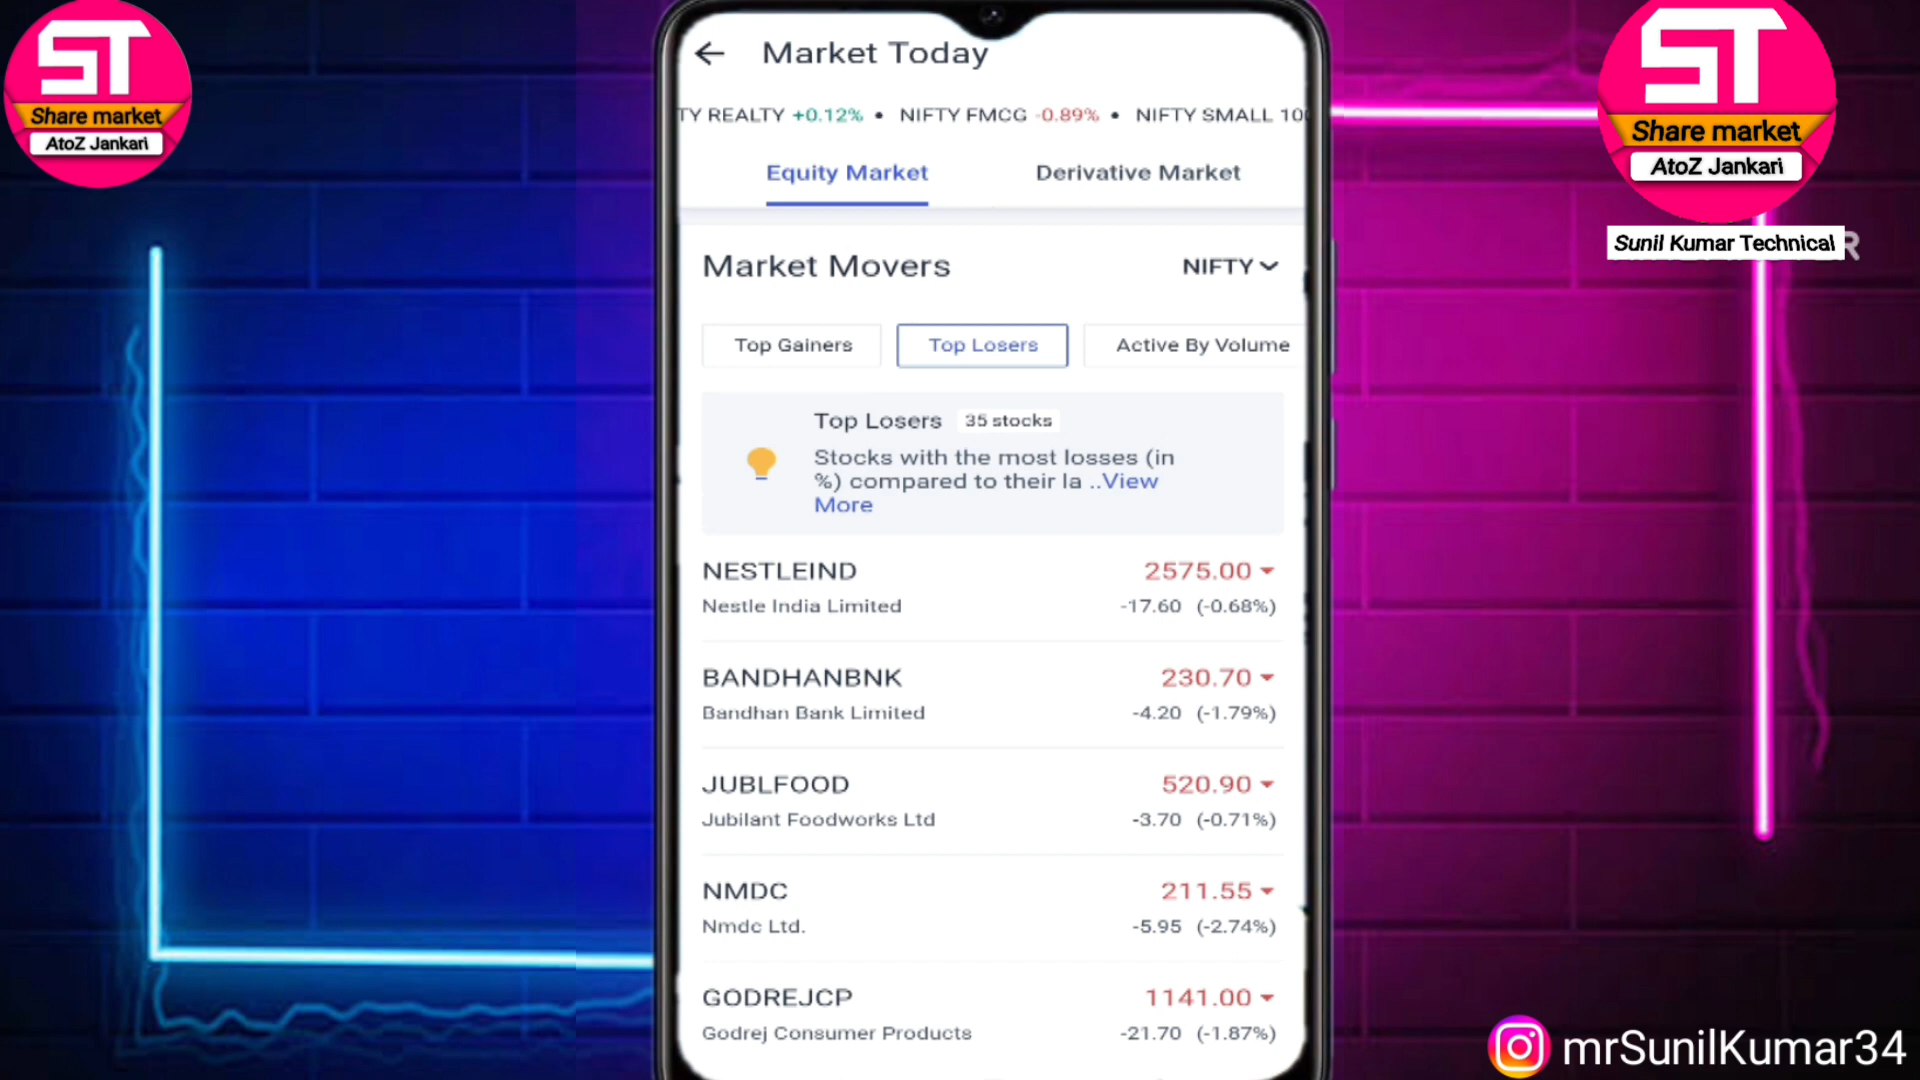 ST
Share market
AtoZ Jankari
Market Today
TY REALTY +0.12% • NIFTY FMCG -0.89% • NIFTY SMALL 10
Equity Market
Derivative Market
Market Movers
NIFTY
Top Gainers
Top Losers
Active By Volume
Top Losers 35 stocks
Stocks with the most losses (in
%) compared to their la ..View
More
NESTLEIND 2575.00
Nestle India Limited -17.60 (-0.68%)
BANDHANBNK 230.70
Bandhan Bank Limited -4.20 (-1.79%)
JUBLFOOD 520.90
Jubilant Foodworks Ltd -3.70 (-0.71%)
NMDC 211.55
Nmdc Ltd. -5.95 (-2.74%)
GODREJCP 1141.00
Godrej Consumer Products -21.70 (-1.87%)
ST
Share market
AtoZ Jankari
Sunil Kumar Technical
mrSunilKumar34